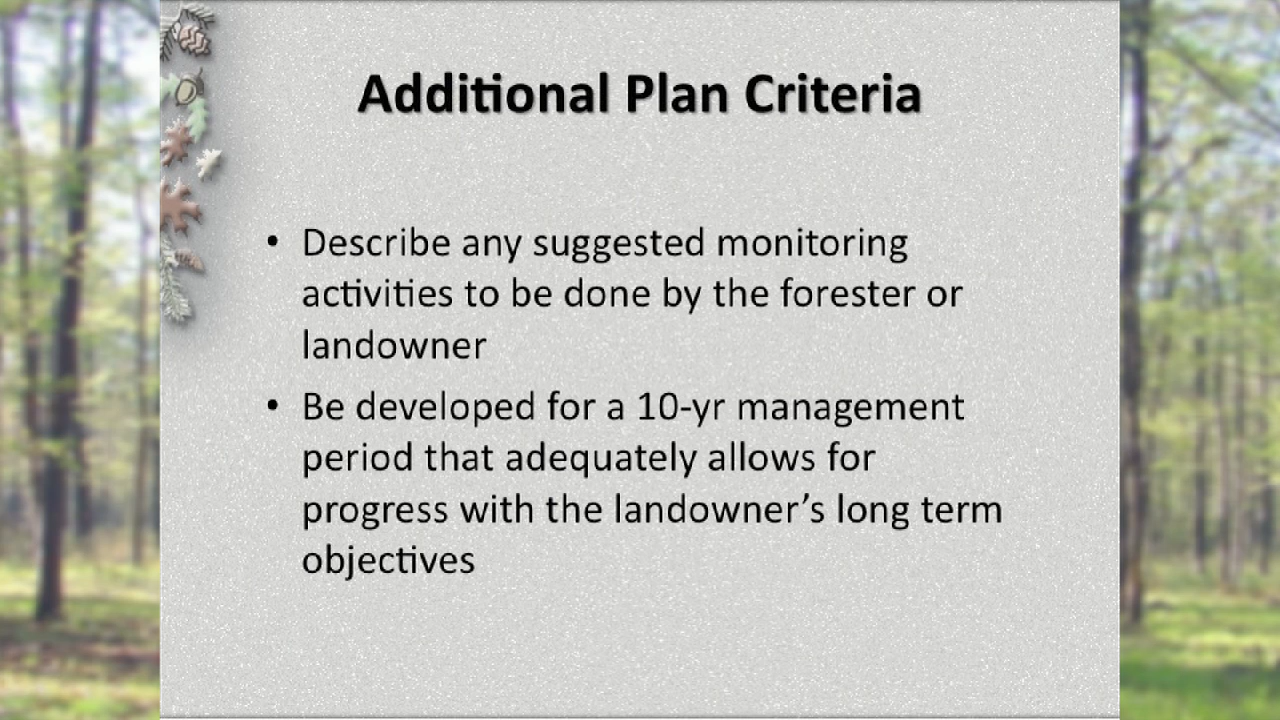 Additional Plan Criteria
• Describe any suggested monitoring
activities to be done by the forester or
landowner
• Be developed for a 10-yr management
period that adequately allows for
progress with the landowner’s long term
objectives